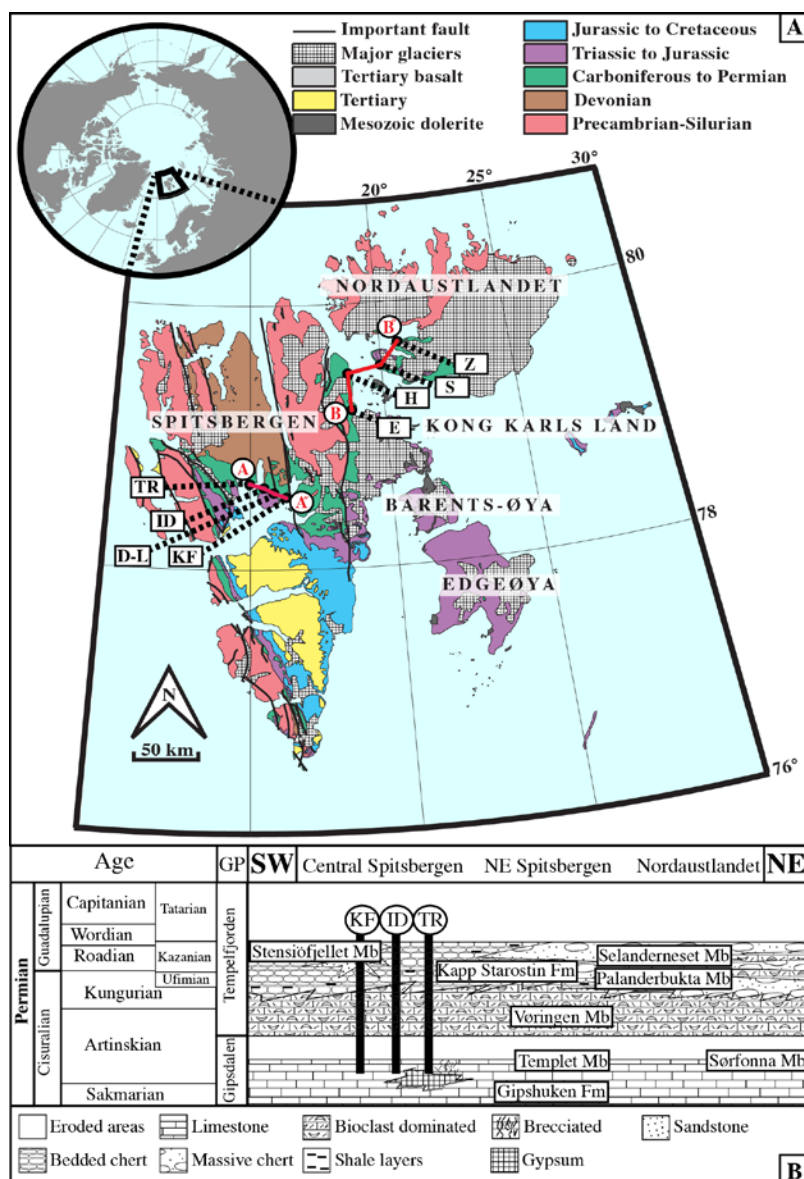 A
Important fault
Major glaciers
Tertiary basalt
Tertiary
Mesozoic dolerite
Jurassic to Cretaceous
Triassic to Jurassic
Carboniferous to Permian
Devonian
Precambrian-Silurian
20°
25°
30°
80
NORDAUSTLANDET
B'
Z
S
H
SPITSBERGEN
B
E
KONG KARLS LAND
A
TR
A'
BARENTS-ØYA
ID
78
D-L
KF
EDGEØYA
N
50 km
76°
Age
GP
SW
Central Spitsbergen
NE Spitsbergen
Nordaustlandet
NE
Permian
Guadalupian
Cisuralian
Capitanian
Wordian
Roadian
Kungurian
Artinskian
Sakmarian
Tatarian
Kazanian
Ufimian
Tempelfjorden
Gipsdalen
KF
ID
TR
Stensiöfjellet Mb
Selanderneset Mb
Kapp Starostin Fm
Palanderbukta Mb
Vøringen Mb
Templet Mb
Sørfonna Mb
Gipshuken Fm
Eroded areas
Limestone
Bioclast dominated
Brecciated
Sandstone
Bedded chert
Massive chert
Shale layers
Gypsum
B